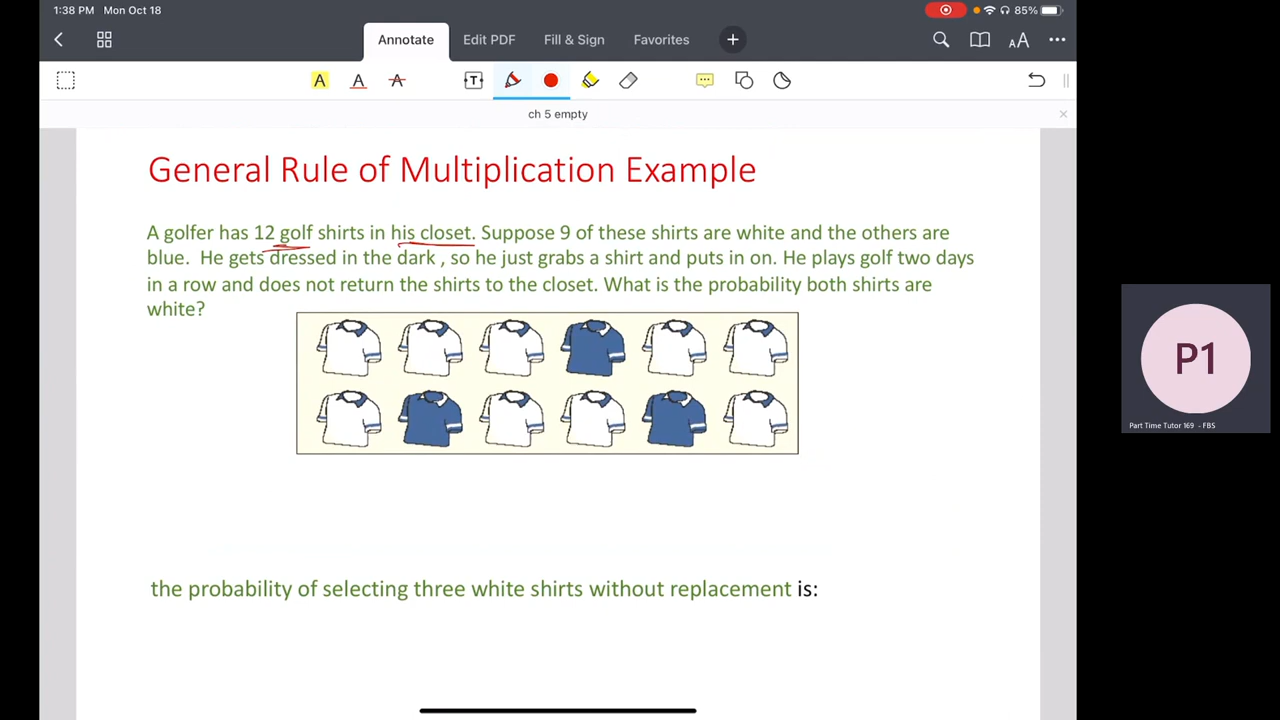 1:38 PM Mon Oct 18
85%
Annotate Edit PDF Fill & Sign Favorites
A A A T AA
ch 5 empty
General Rule of Multiplication Example
A golfer has 12 golf shirts in his closet. Suppose 9 of these shirts are white and the others are
blue. He gets dressed in the dark , so he just grabs a shirt and puts in on. He plays golf two days
in a row and does not return the shirts to the closet. What is the probability both shirts are
white?
the probability of selecting three white shirts without replacement is:
P1
Part Time Tutor 169 - FBS